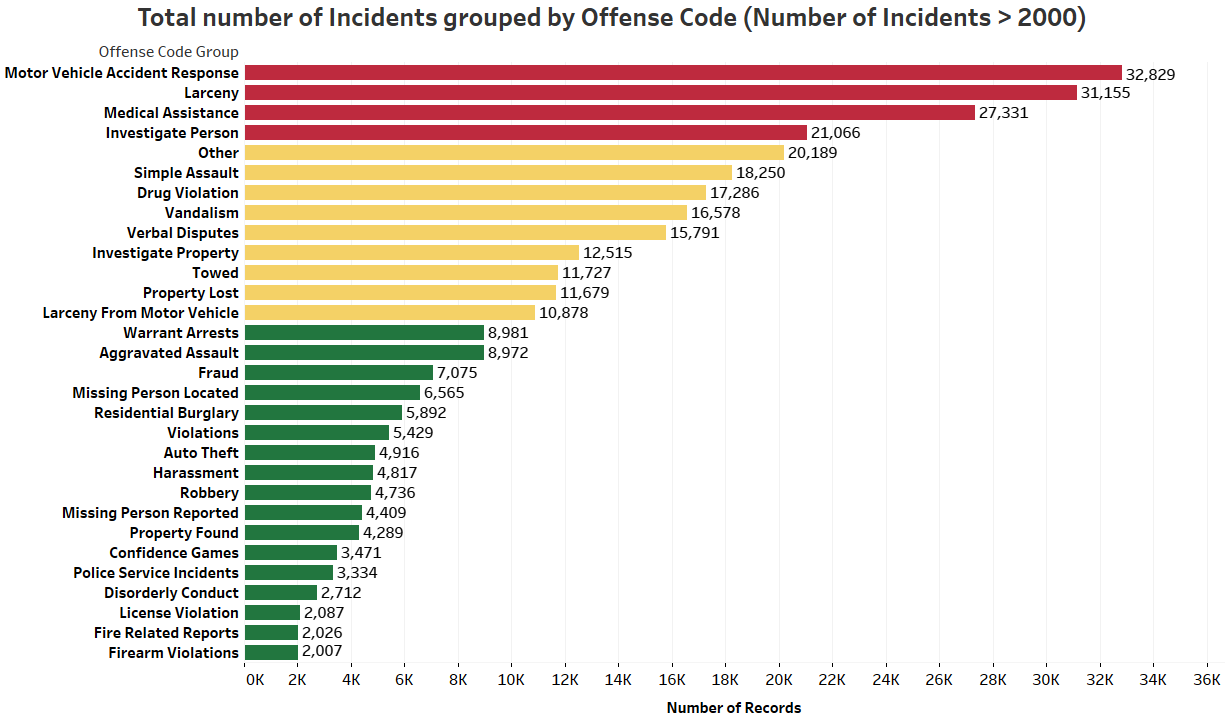 Total number of Incidents grouped by Offense Code (Number of Incidents > 2000)
Offense Code Group
Motor Vehicle Accident Response 32,829
Larceny 31,155
Medical Assistance 27,331
Investigate Person 21,066
Other 20,189
Simple Assault 18,250
Drug Violation 17,286
Vandalism 16,578
Verbal Disputes 15,791
Investigate Property 12,515
Towed 11,727
Property Lost 11,679
Larceny From Motor Vehicle 10,878
Warrant Arrests 8,981
Aggravated Assault 8,972
Fraud 7,075
Missing Person Located 6,565
Residential Burglary 5,892
Violations 5,429
Auto Theft 4,916
Harassment 4,817
Robbery 4,736
Missing Person Reported 4,409
Property Found 4,289
Confidence Games 3,471
Police Service Incidents 3,334
Disorderly Conduct 2,712
License Violation 2,087
Fire Related Reports 2,026
Firearm Violations 2,007
0K 2K 4K 6K 8K 10K 12K 14K 16K 18K 20K 22K 24K 26K 28K 30K 32K 34K 36K
Number of Records